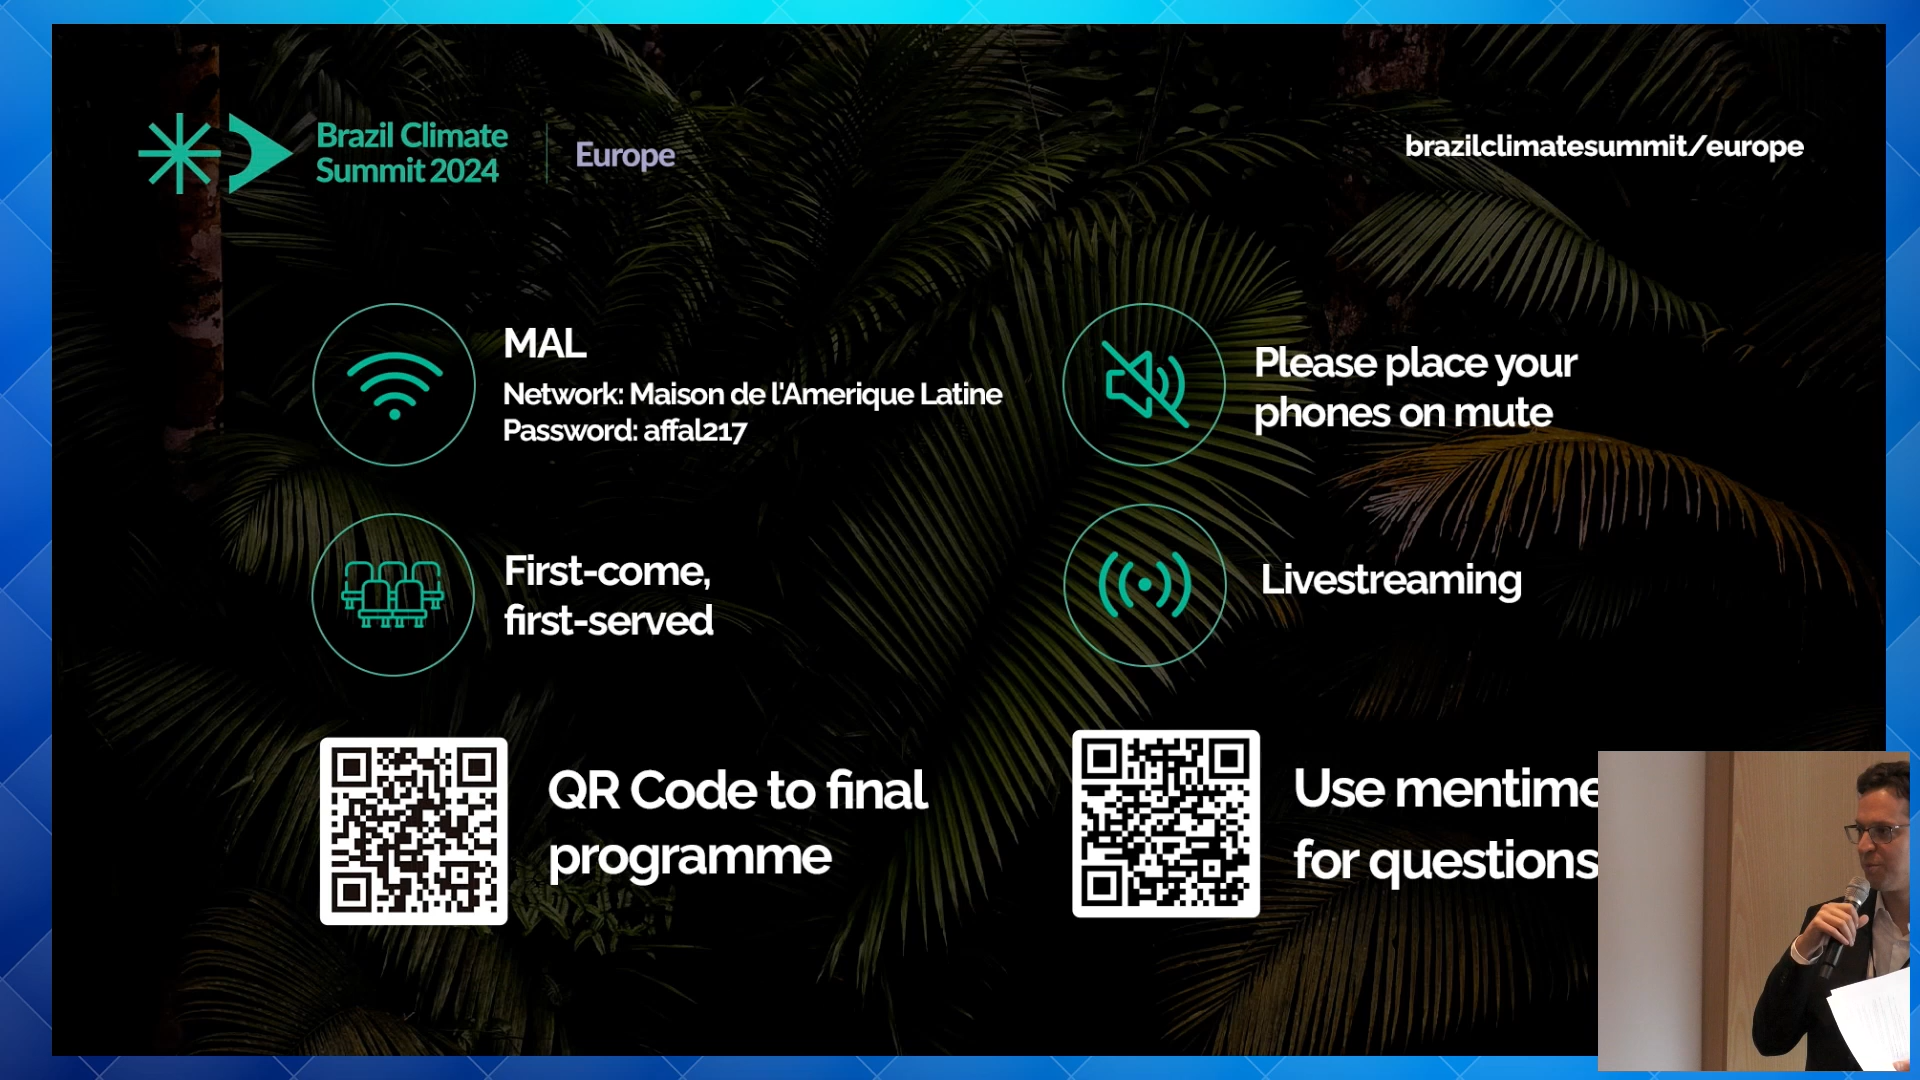 Brazil Climate
Summit 2024
Europe
brazilclimatesummit/europe
MAL
Network: Maison de l'Amerique Latine
Password: affal217
Please place your
phones on mute
First-come,
first-served
Livestreaming
QR Code to final
programme
Use mentime
for questions